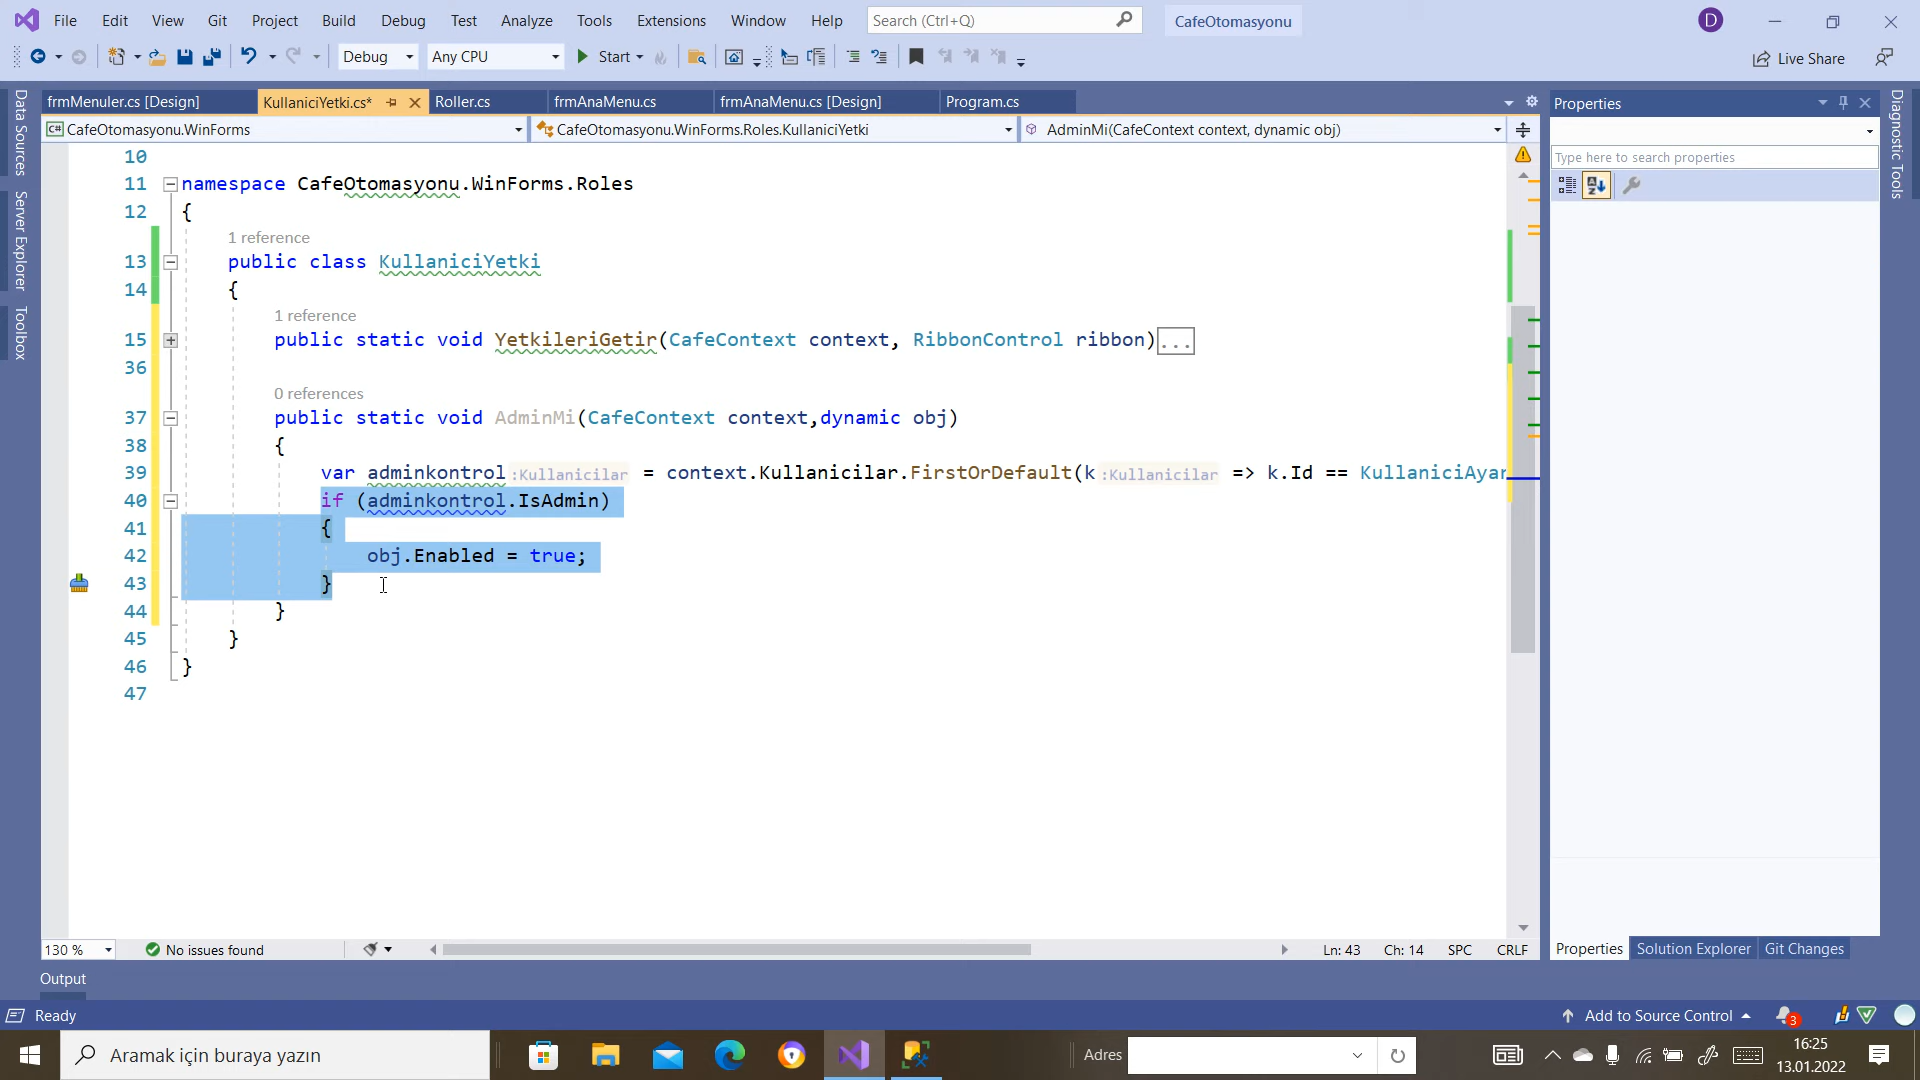 File Edit View Git Project Build Debug Test Analyze Tools Extensions Window Help Search (Ctrl+Q) CafeOtomasyonu D
Debug Any CPU Start Live Share
frmMenuler.cs [Design] KullaniciYetki.cs* Roller.cs frmAnaMenu.cs frmAnaMenu.cs [Design] Program.cs Properties
CafeOtomasyonu.WinForms CafeOtomasyonu.WinForms.Roles.KullaniciYetki AdminMi(CafeContext context, dynamic obj)
Data Sources
Server Explorer
Toolbox
10
11 namespace CafeOtomasyonu.WinForms.Roles
12 {
1 reference
13 public class KullaniciYetki
14 {
1 reference
15 public static void YetkileriGetir(CafeContext context, RibbonControl ribbon)...
36
0 references
37 public static void AdminMi(CafeContext context,dynamic obj)
38 {
39 var adminkontrol :Kullanicilar = context.Kullanicilar.FirstOrDefault(k :Kullanicilar => k.Id == KullaniciAyar
40 if (adminkontrol.IsAdmin)
41 {
42 obj.Enabled = true;
43 }
44 }
45 }
46 }
47
Type here to search properties
Diagnostic Tools
130 % No issues found Ln: 43 Ch: 14 SPC CRLF
Properties Solution Explorer Git Changes
Output
Ready Add to Source Control 3
Aramak için buraya yazın Adres 16:25
13.01.2022